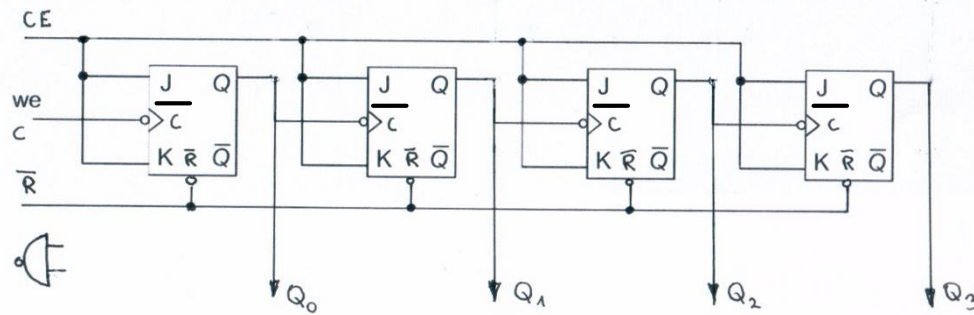 CE
J Q J Q J Q J Q
we
C C C C C
K R̅ Q̅ K R̅ Q̅ K R̅ Q̅ K R̅ Q̅
R̅
Q₀ Q₁ Q₂ Q₃